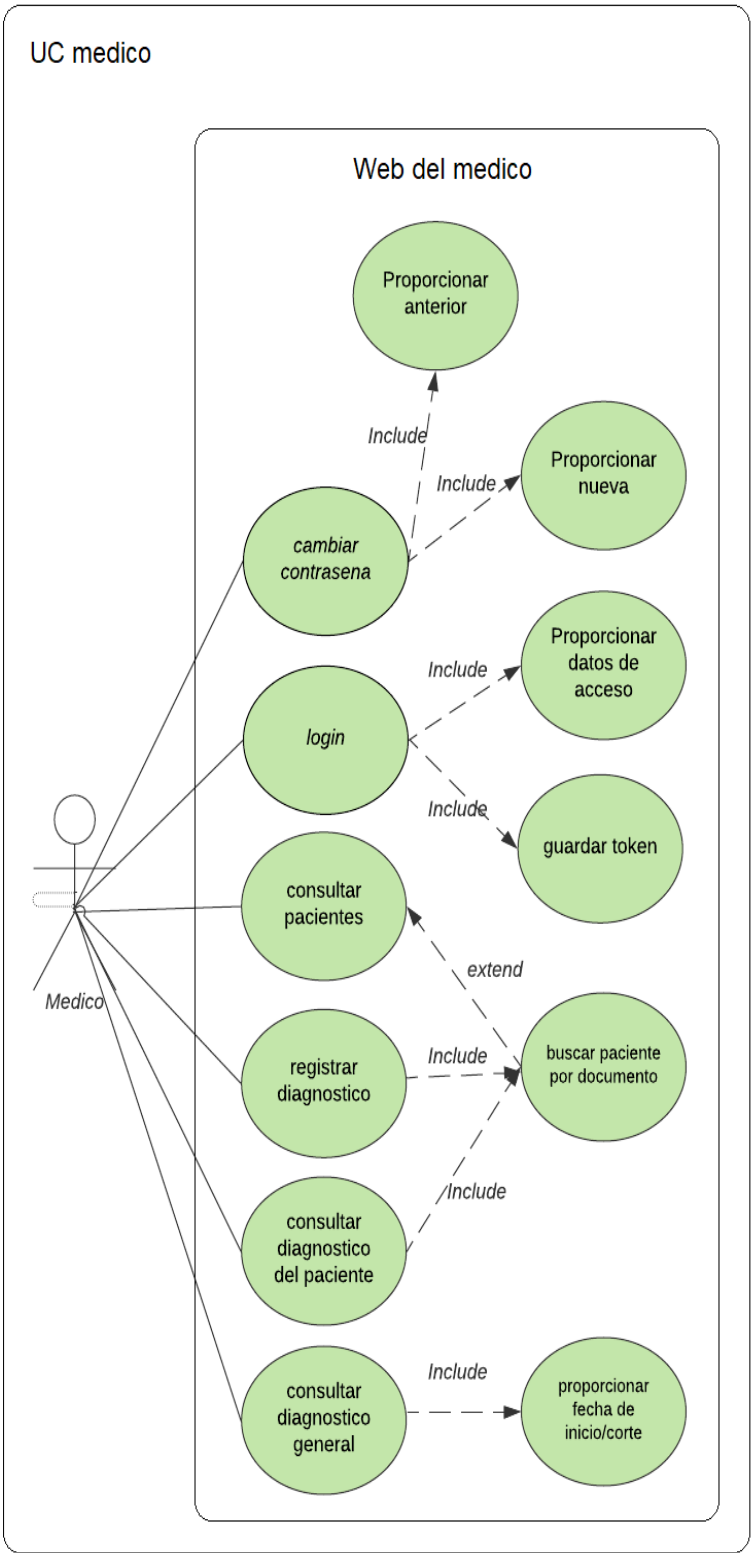 UC medico
Web del medico
Proporcionar
anterior
Include
Include
Proporcionar
nueva
cambiar
contrasena
Include
Proporcionar
datos de
acceso
login
Include
guardar token
consultar
pacientes
extend
Medico
registrar
diagnostico
Include
buscar paciente
por documento
Include
consultar
diagnostico
del paciente
Include
consultar
diagnostico
general
proporcionar
fecha de
inicio/corte